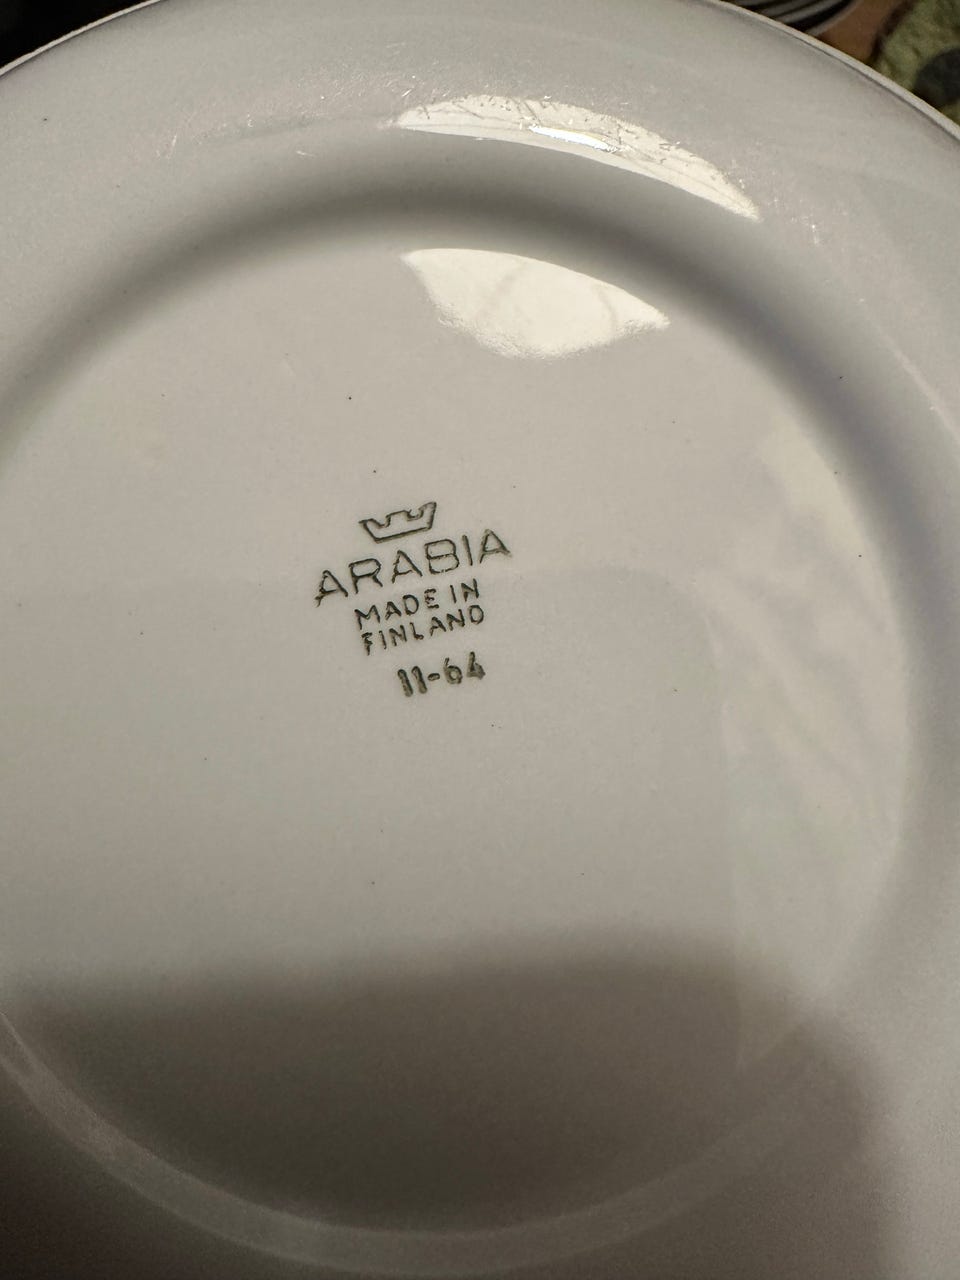 ARABIA
MADE IN
FINLAND
11-64